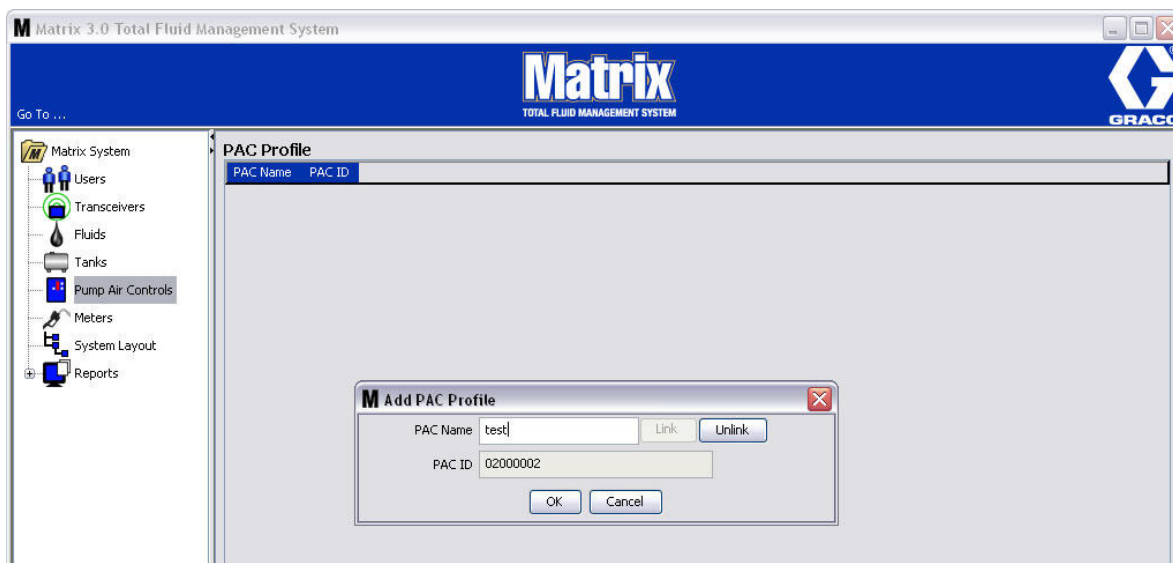 M Matrix 3.0 Total Fluid Management System
Matrix
TOTAL FLUID MANAGEMENT SYSTEM
Go To ...
GRACO
Matrix System
Users
Transceivers
Fluids
Tanks
Pump Air Controls
Meters
System Layout
Reports
PAC Profile
PAC Name PAC ID
M Add PAC Profile
PAC Name test Link Unlink
PAC ID 02000002
OK Cancel